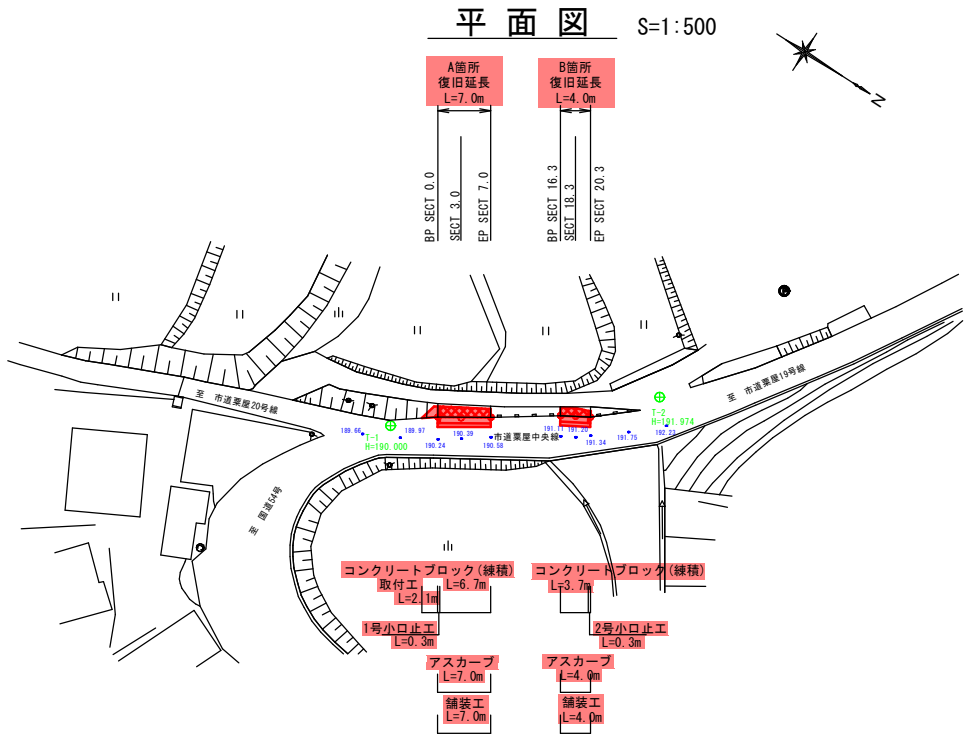 平面図 S=1:500
A箇所
復旧延長
L=7.0m
B箇所
復旧延長
L=4.0m
N
BP SECT 0.0
SECT 3.0
EP SECT 7.0
BP SECT 16.3
SECT 18.3
EP SECT 20.3
至 市道粟屋20号線
至 市道粟屋19号線
市道粟屋中央線
至 国道54号
T-1
H=190.000
T-2
H=191.974
189.66
189.97
190.24
190.39
190.58
191.11
191.20
191.34
191.75
192.23
コンクリートブロック(練積)
取付工 L=6.7m
L=2.1m
コンクリートブロック(練積)
L=3.7m
1号小口止工
L=0.3m
2号小口止工
L=0.3m
アスカーブ
L=7.0m
アスカーブ
L=4.0m
舗装工
L=7.0m
舗装工
L=4.0m